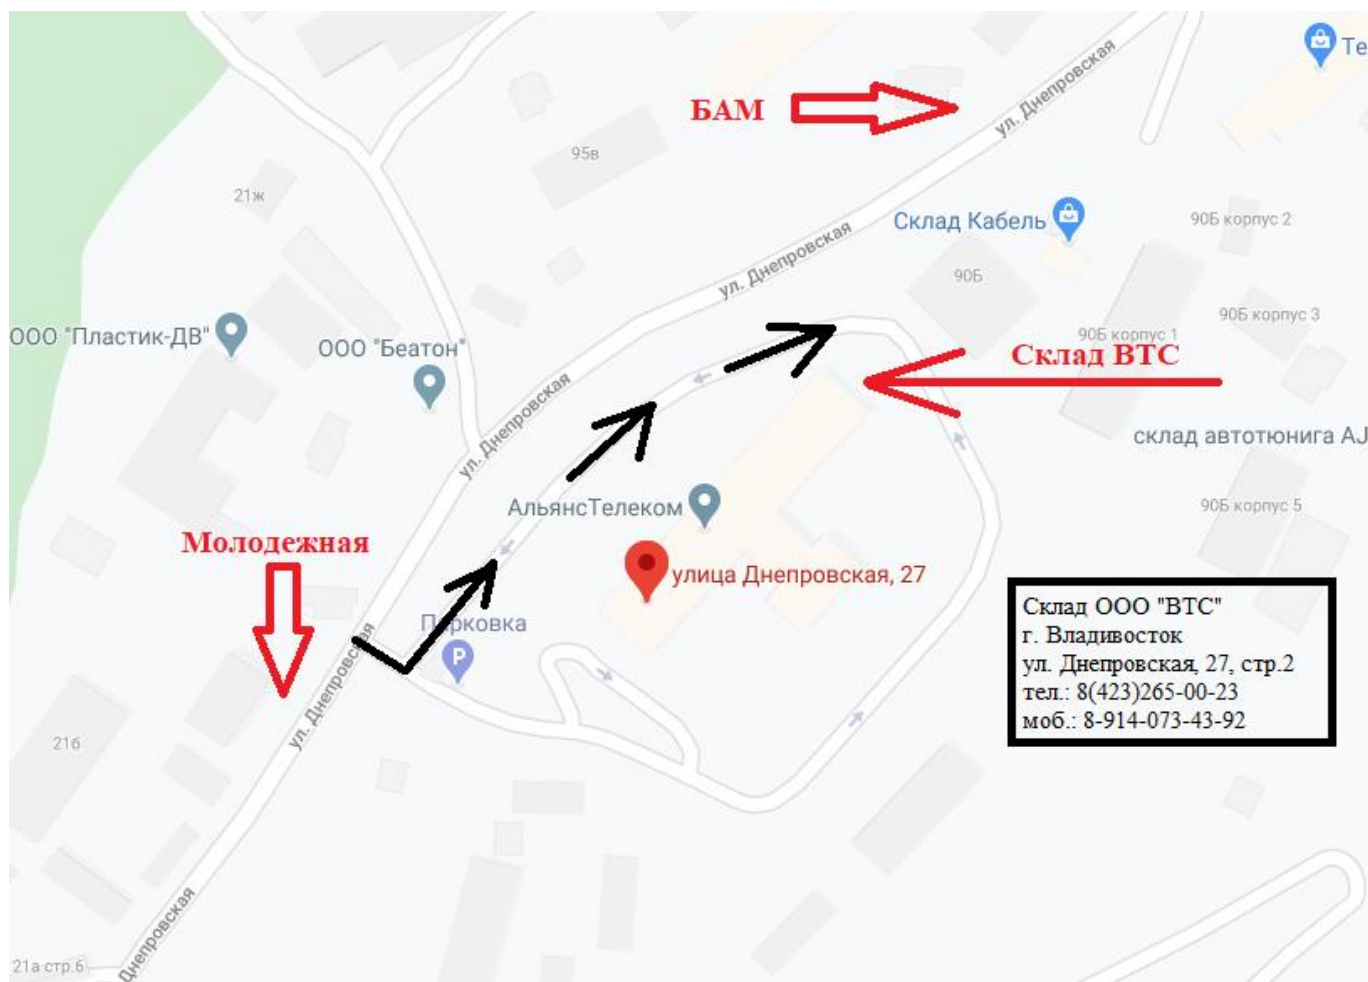 Те
БАМ
ул. Днепровская
95в
21ж
Склад Кабель
90Б корпус 2
ул. Днепровская
90Б
ООО "Пластик-ДВ"
ООО "Беатон"
90Б корпус 3
90Б корпус 1
Склад ВТС
ул. Днепровская
склад автотюнига AJ
АльянсТелеком
90Б корпус 5
Молодежная
улица Днепровская, 27
Парковка
P
ул. Днепровская
Склад ООО "ВТС"
г. Владивосток
ул. Днепровская, 27, стр.2
тел.: 8(423)265-00-23
моб.: 8-914-073-43-92
21б
Днепровская
21а стр.6